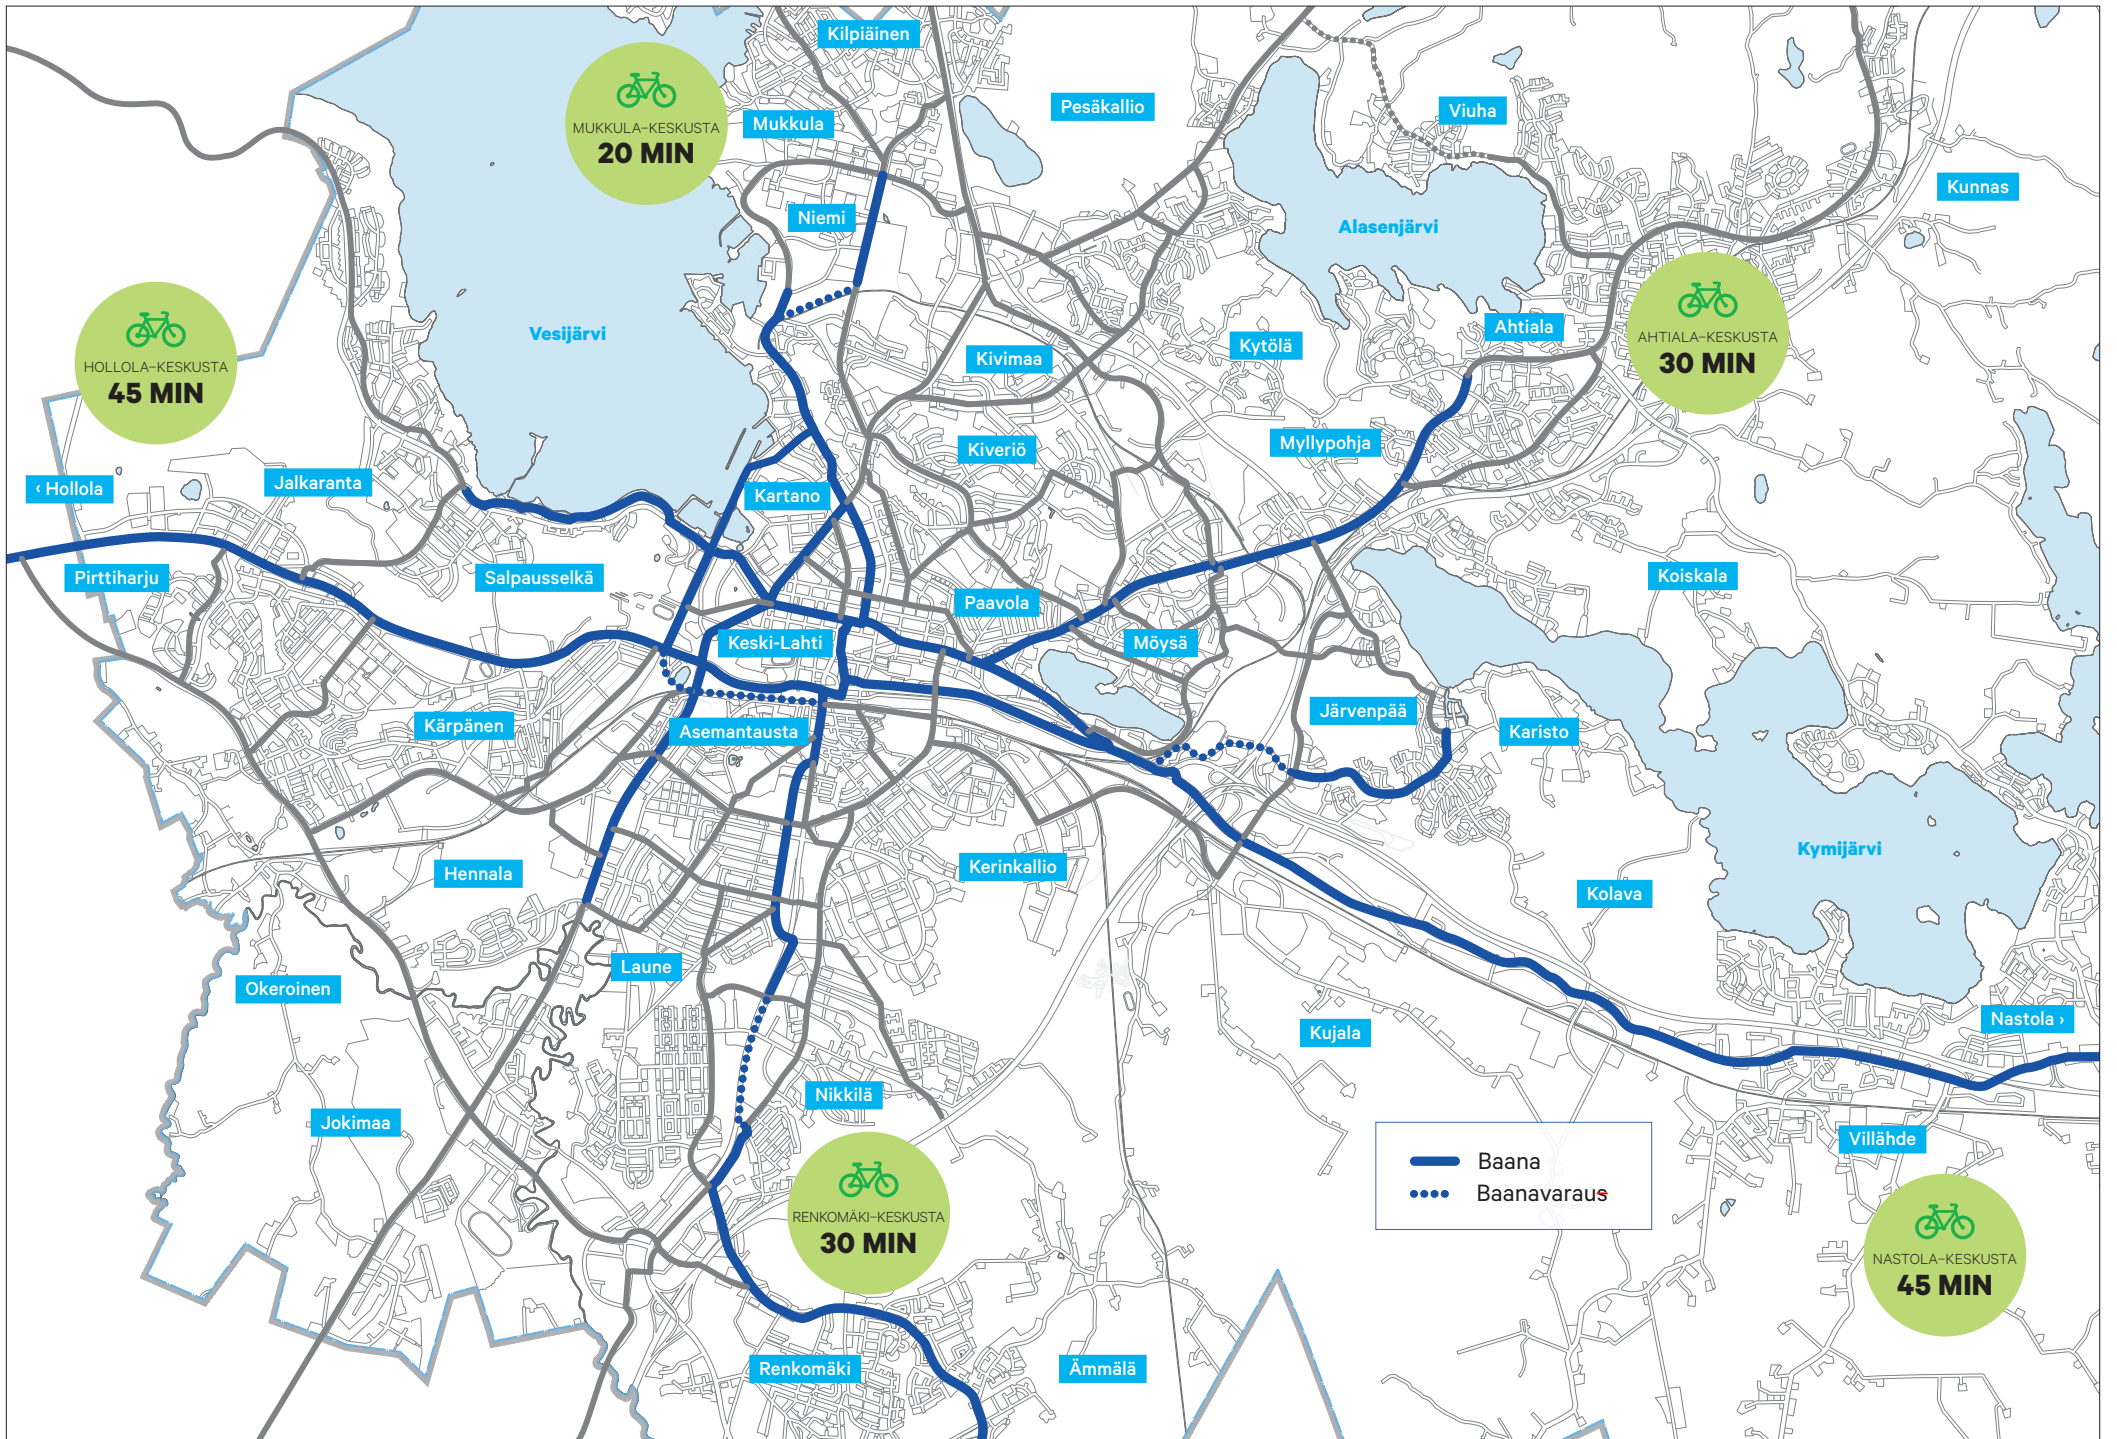 Kilpiäinen
MUKKULA–KESKUSTA
20 MIN
Mukkula
Pesäkallio
Viuha
Kunnas
Niemi
Alasenjärvi
HOLLOLA–KESKUSTA
45 MIN
Vesijärvi
Kivimaa
Kytölä
Ahtiala
AHTIALA–KESKUSTA
30 MIN
‹ Hollola
Jalkaranta
Kartano
Kiveriö
Myllypohja
Pirttiharju
Salpausselkä
Paavola
Koiskala
Keski-Lahti
Möysä
Kärpänen
Asemantausta
Järvenpää
Karisto
Hennala
Kerinkallio
Kymijärvi
Kolava
Okeroinen
Laune
Kujala
Nastola ›
Jokimaa
Nikkilä
Villähde
Baana
Baanavaraus
RENKOMÄKI–KESKUSTA
30 MIN
NASTOLA–KESKUSTA
45 MIN
Renkomäki
Ämmälä